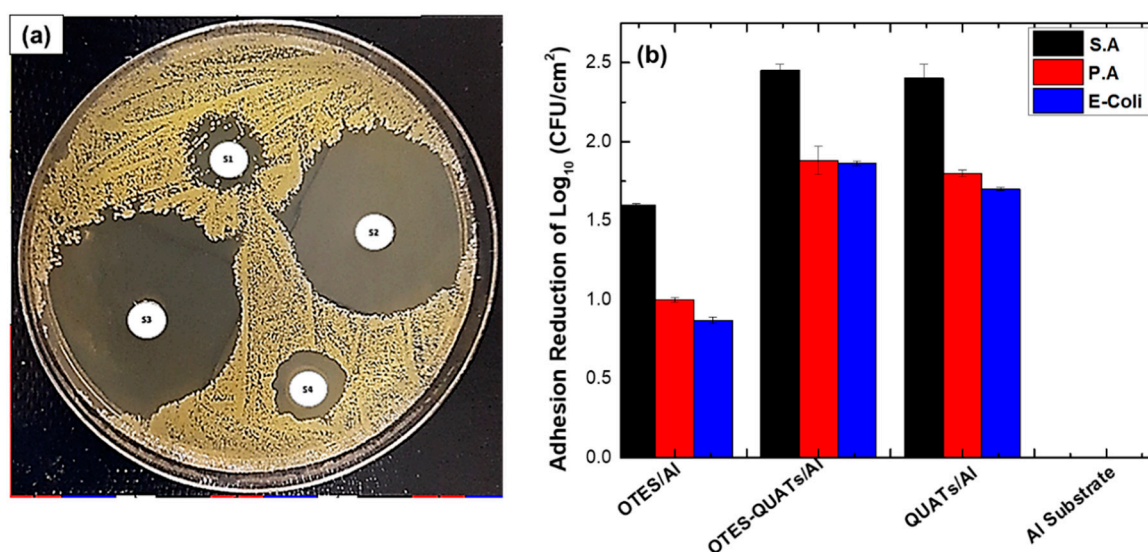 (a)
S1
S2
S3
S4
(b)
S.A
P.A
E-Coli
Adhesion Reduction of Log10 (CFU/cm2)
2.5
2.0
1.5
1.0
0.5
0.0
OTES/Al
OTES-QUATs/Al
QUATs/Al
Al Substrate